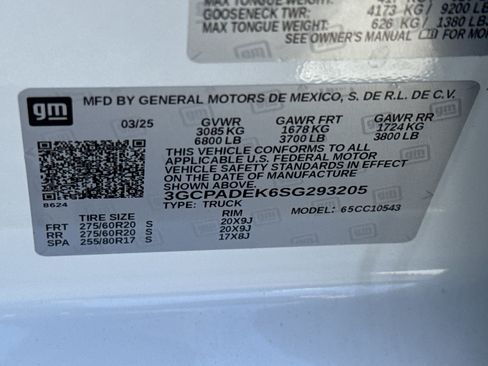 MAX TONGUE WEIGHT:
GOOSENECK TWR. 4173 KG / 9200 LB
MAX TONGUE WEIGHT: 626 KG / 1380 LB
SEE OWNER'S MANUAL FOR MO
gm
MFD BY GENERAL MOTORS DE MEXICO, S. DE R.L. DE C.V.
03/25 GVWR GAWR FRT GAWR RR
3085 KG 1678 KG 1724 KG
6800 LB 3700 LB 3800 LB
THIS VEHICLE CONFORMS TO ALL
APPLICABLE U.S. FEDERAL MOTOR
VEHICLE SAFETY STANDARDS IN EFFECT
ON THE DATE OF MANUFACTURE
SHOWN ABOVE.
3GCPADEK6SG293205
TYPE: TRUCK MODEL: 65CC10543
8624
TIRE SIZE RIM
FRT 275/60R20 S 20X9J
RR 275/60R20 S 20X9J
SPA 255/80R17 S 17X8J